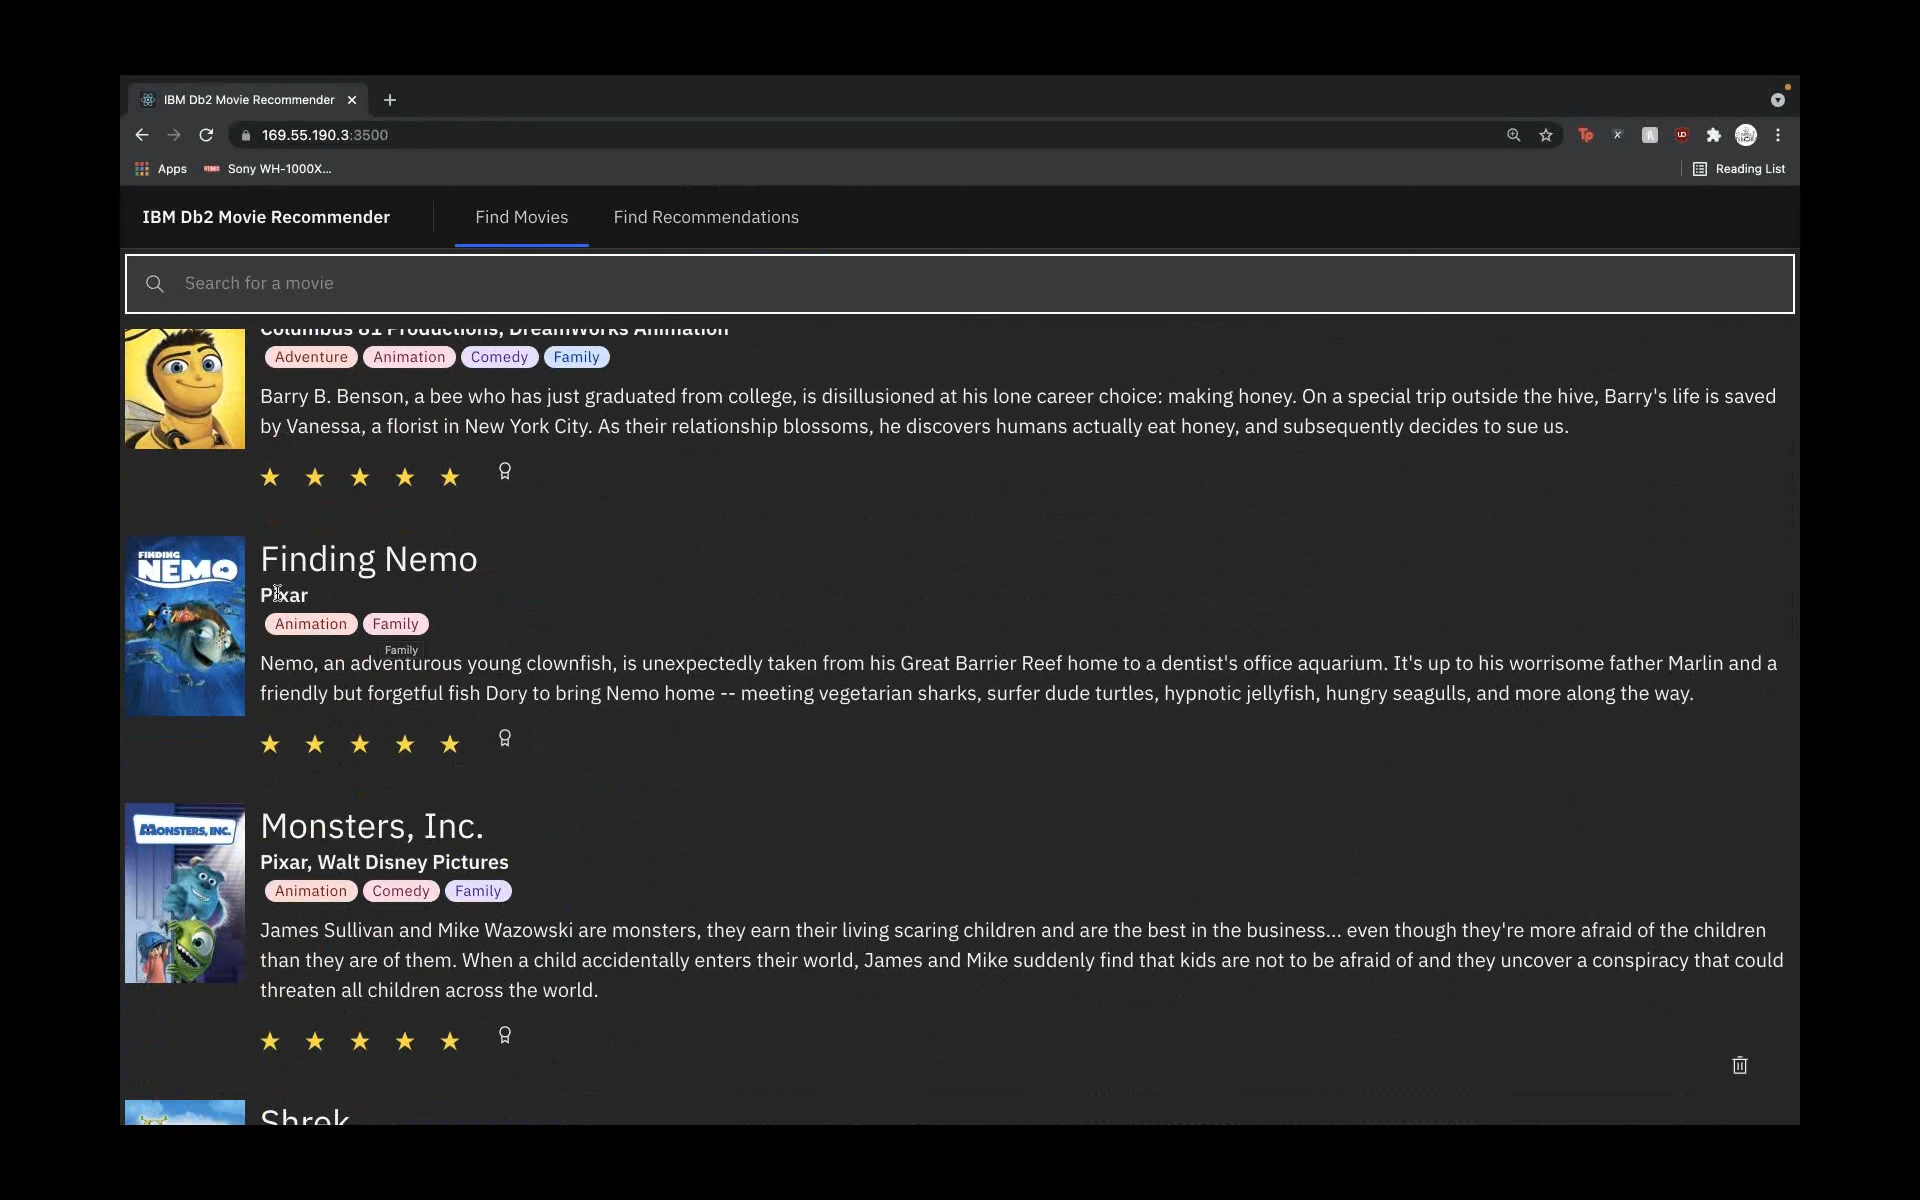 IBM Db2 Movie Recommender
169.55.190.3:3500
Apps
Sony WH-1000X...
Reading List
IBM Db2 Movie Recommender
Find Movies
Find Recommendations
Search for a movie
Columbus 81 Productions, DreamWorks Animation
Adventure Animation Comedy Family
Barry B. Benson, a bee who has just graduated from college, is disillusioned at his lone career choice: making honey. On a special trip outside the hive, Barry's life is saved
by Vanessa, a florist in New York City. As their relationship blossoms, he discovers humans actually eat honey, and subsequently decides to sue us.
FINDING
NEMO
Finding Nemo
Pixar
Animation Family
Family
Nemo, an adventurous young clownfish, is unexpectedly taken from his Great Barrier Reef home to a dentist's office aquarium. It's up to his worrisome father Marlin and a
friendly but forgetful fish Dory to bring Nemo home -- meeting vegetarian sharks, surfer dude turtles, hypnotic jellyfish, hungry seagulls, and more along the way.
MONSTERS, INC.
Monsters, Inc.
Pixar, Walt Disney Pictures
Animation Comedy Family
James Sullivan and Mike Wazowski are monsters, they earn their living scaring children and are the best in the business... even though they're more afraid of the children
than they are of them. When a child accidentally enters their world, James and Mike suddenly find that kids are not to be afraid of and they uncover a conspiracy that could
threaten all children across the world.
Shrek